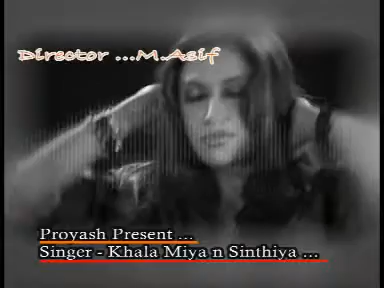 Director ...M.Asif
Proyash Present ...
Singer - Khala Miya n Sinthiya ...